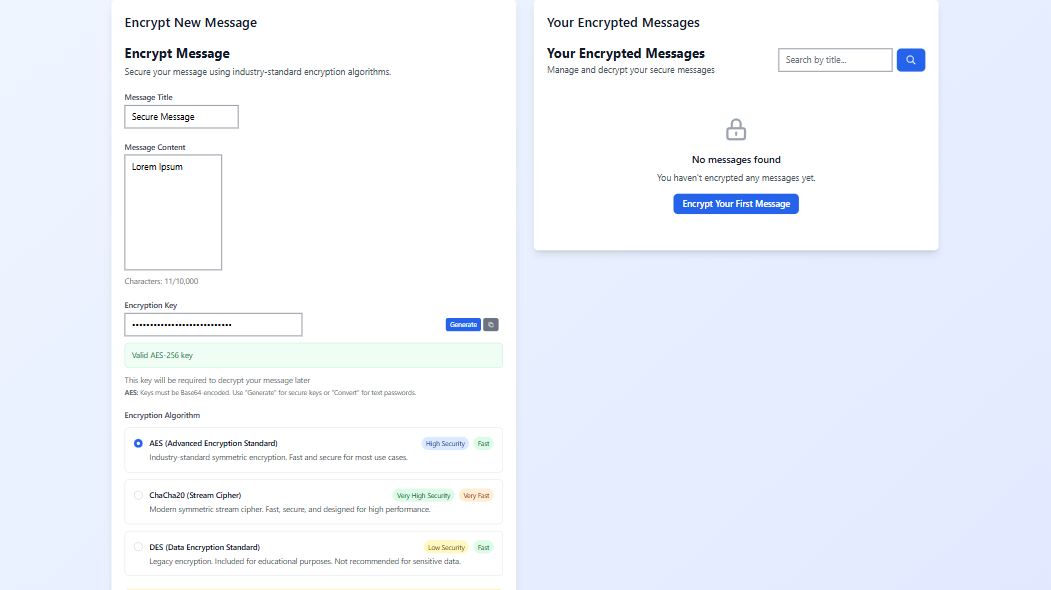 Encrypt New Message
Encrypt Message
Secure your message using industry-standard encryption algorithms.
Message Title
Secure Message
Message Content
Lorem Ipsum
Characters: 11/10,000
Encryption Key
Generate
Valid AES-256 key
This key will be required to decrypt your message later
AES: Keys must be Base64-encoded. Use "Generate" for secure keys or "Convert" for text passwords.
Encryption Algorithm
AES (Advanced Encryption Standard) High Security Fast
Industry-standard symmetric encryption. Fast and secure for most use cases.
ChaCha20 (Stream Cipher) Very High Security Very Fast
Modern symmetric stream cipher. Fast, secure, and designed for high performance.
DES (Data Encryption Standard) Low Security Fast
Legacy encryption. Included for educational purposes. Not recommended for sensitive data.
Your Encrypted Messages
Your Encrypted Messages
Manage and decrypt your secure messages
Search by title...
No messages found
You haven't encrypted any messages yet.
Encrypt Your First Message